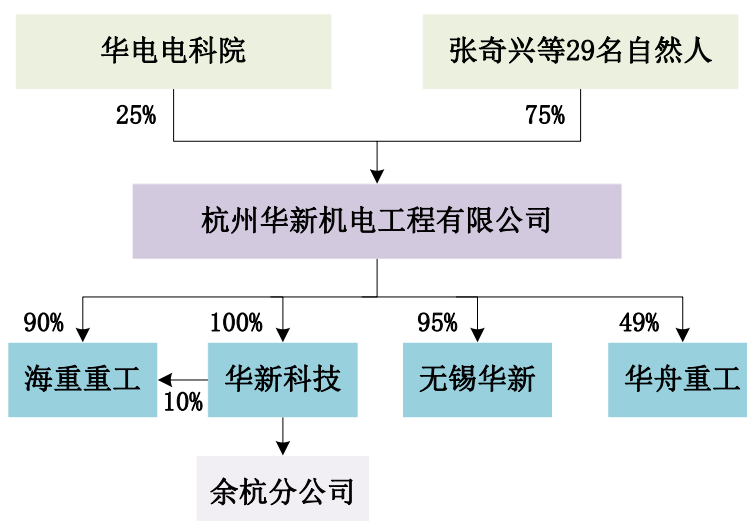 华电电科院
张奇兴等29名自然人
25%
75%
杭州华新机电工程有限公司
90%
100%
95%
49%
海重重工
华新科技
无锡华新
华舟重工
10%
余杭分公司